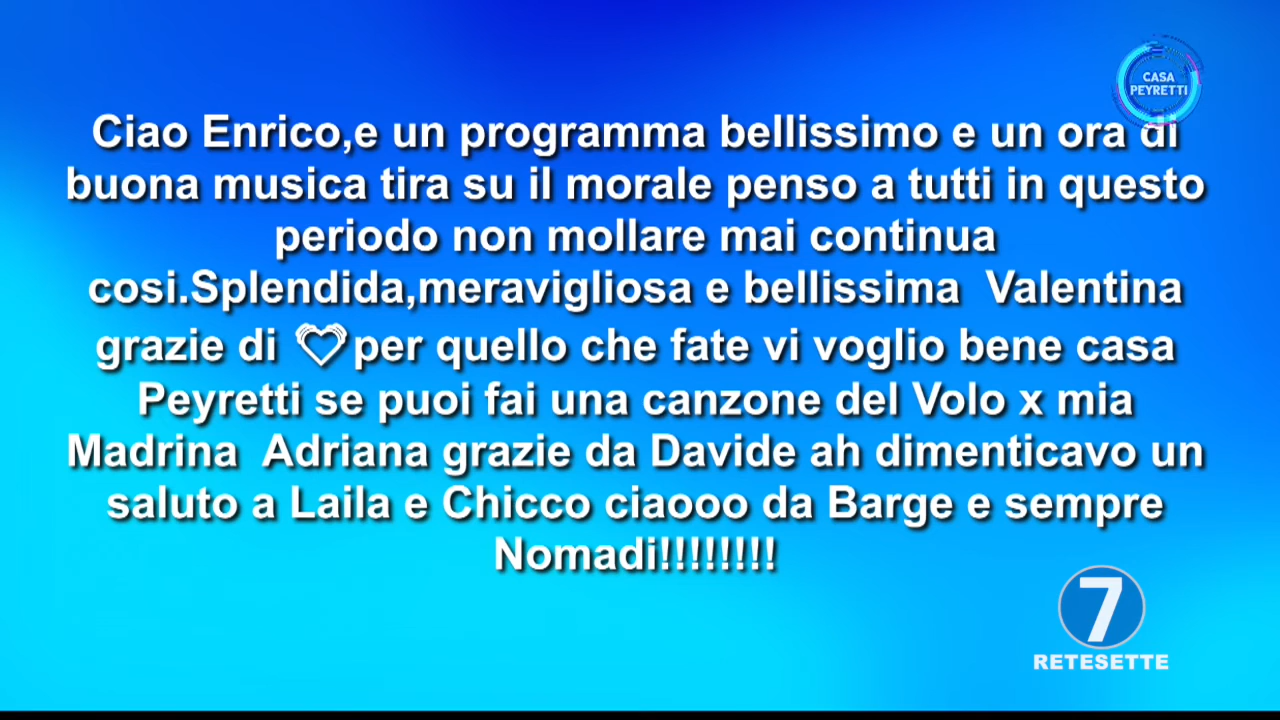 CASA
PEYRETTI
Ciao Enrico,e un programma bellissimo e un ora di
buona musica tira su il morale penso a tutti in questo
periodo non mollare mai continua
cosi.Splendida,meravigliosa e bellissima  Valentina
grazie di per quello che fate vi voglio bene casa
Peyretti se puoi fai una canzone del Volo x mia
Madrina  Adriana grazie da Davide ah dimenticavo un
saluto a Laila e Chicco ciaooo da Barge e sempre
Nomadi!!!!!!!!
7
RETESETTE